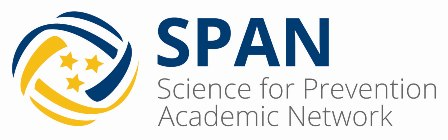 SPAN
Science for Prevention
Academic Network